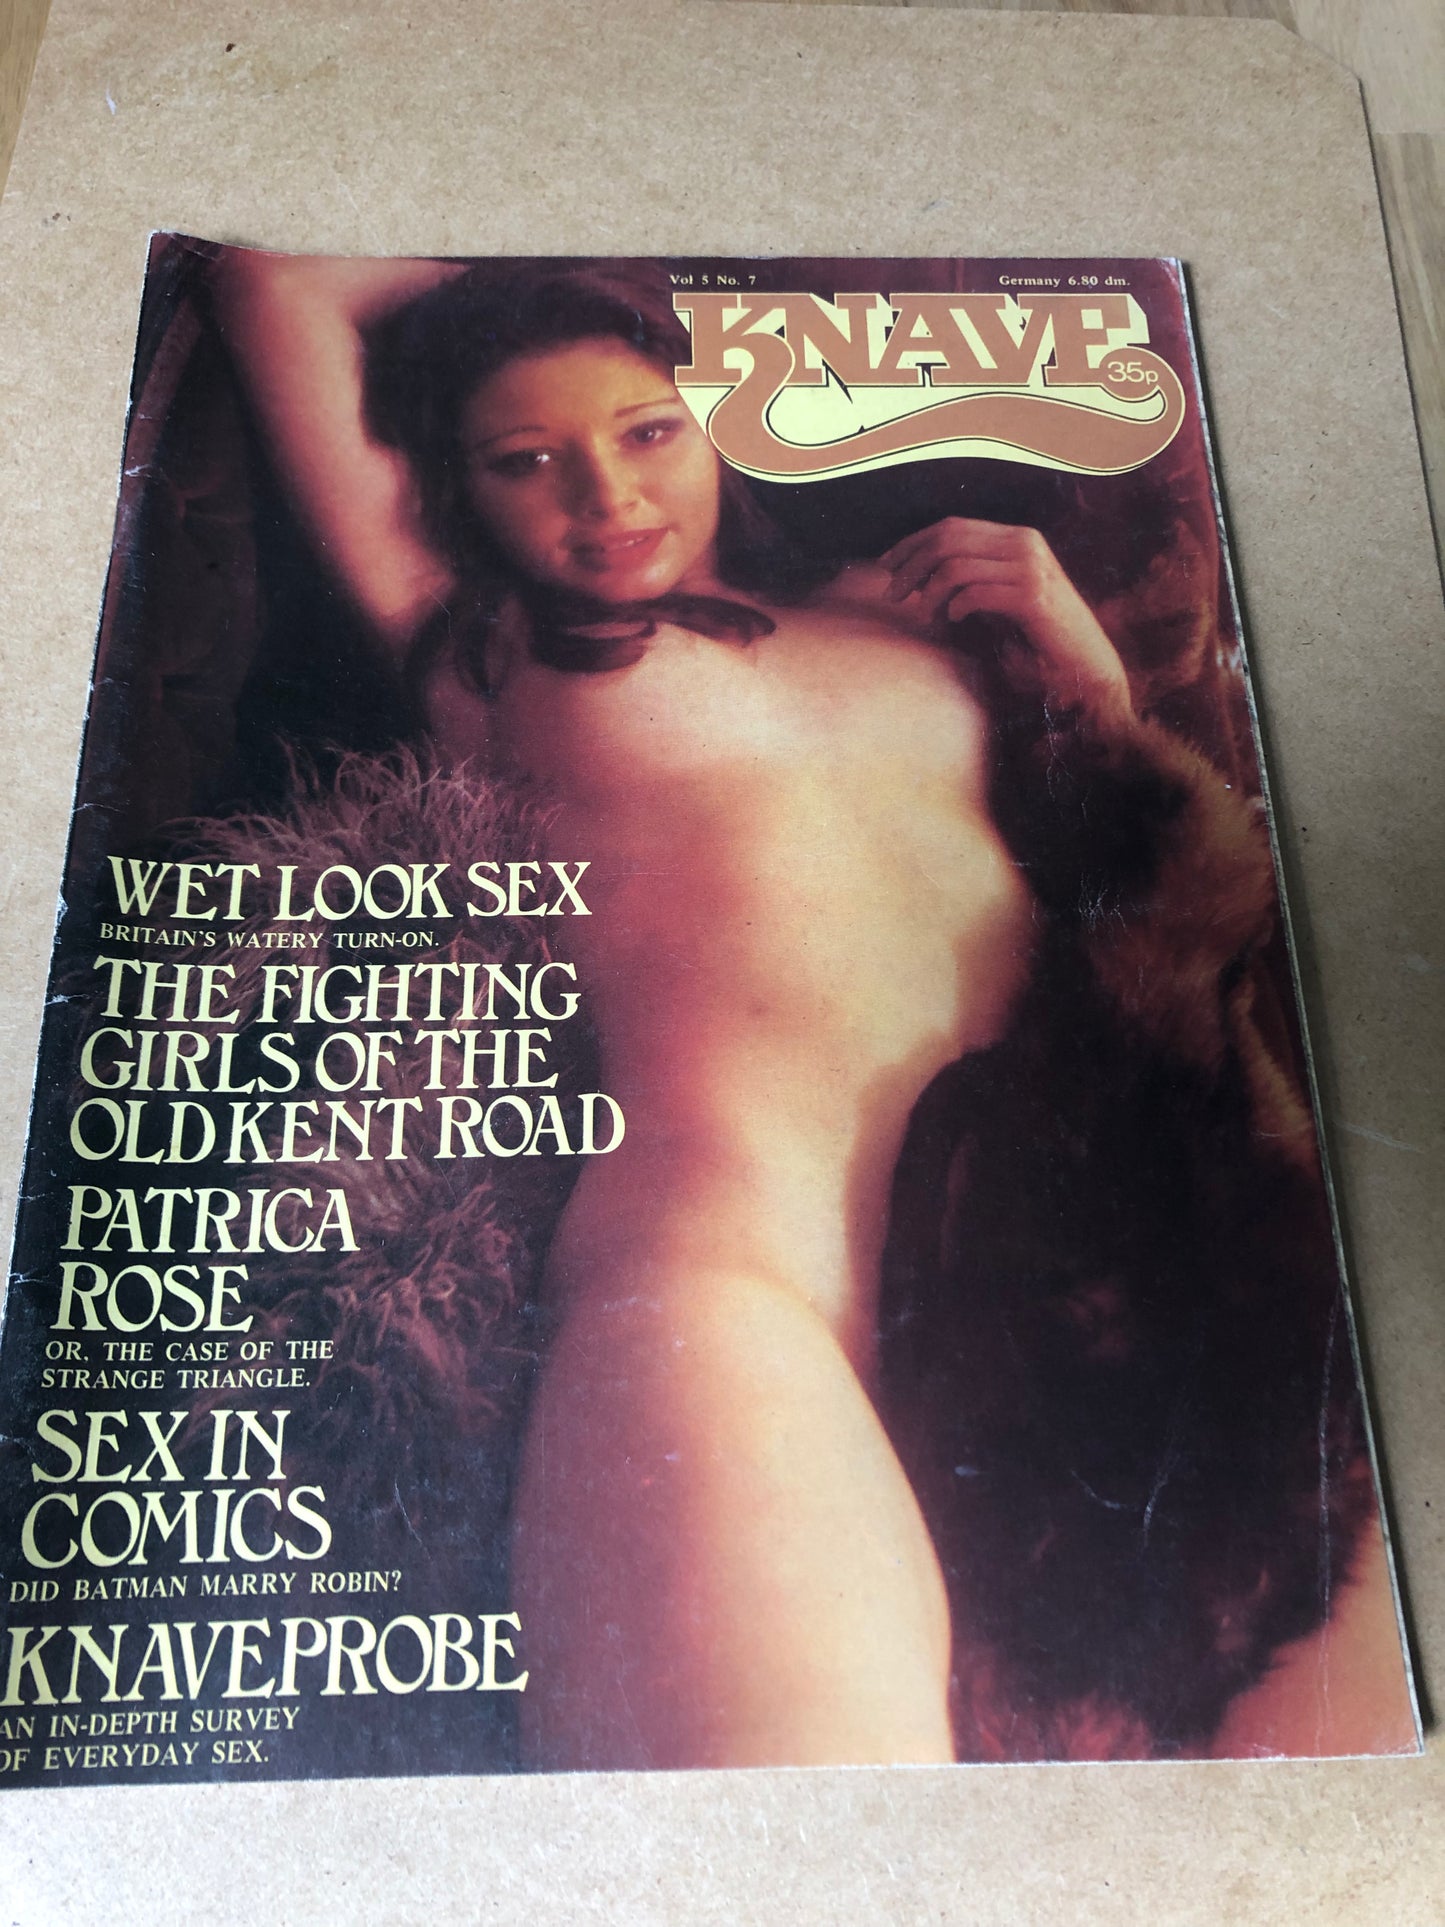 Vol 5 No. 7
Germany 6.80 dm.
KNAVE
35p
WET LOOK SEX
BRITAIN'S WATERY TURN-ON.
THE FIGHTING
GIRLS OF THE
OLD KENT ROAD
PATRICA
ROSE
OR, THE CASE OF THE
STRANGE TRIANGLE.
SEX IN
COMICS
DID BATMAN MARRY ROBIN?
KNAVEPROBE
AN IN-DEPTH SURVEY
OF EVERYDAY SEX.